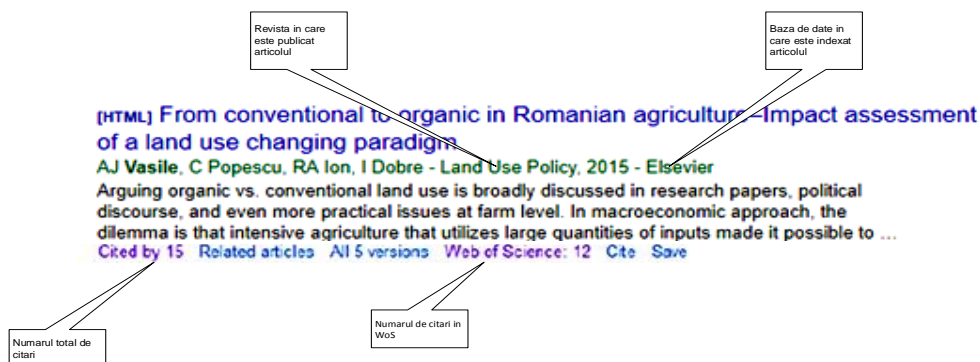 Revista in care
este publicat
articolul
Baza de date in
care este indexat
articolul
[HTML] From conventional to organic in Romanian agriculture–Impact assessment
of a land use changing paradigm
AJ Vasile, C Popescu, RA Ion, I Dobre - Land Use Policy, 2015 - Elsevier
Arguing organic vs. conventional land use is broadly discussed in research papers, political
discourse, and even more practical issues at farm level. In macroeconomic approach, the
dilemma is that intensive agriculture that utilizes large quantities of inputs made it possible to ...
Cited by 15 Related articles All 5 versions Web of Science: 12 Cite Save
Numarul total de
citari
Numarul de citari in
WoS